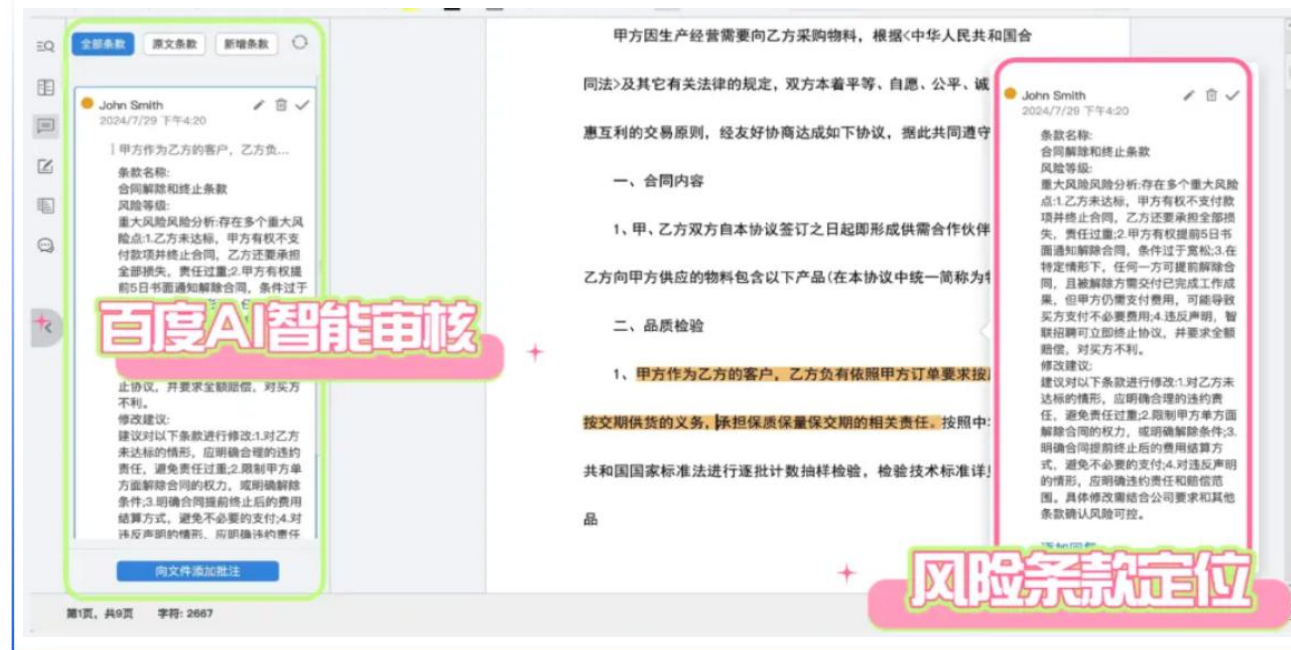 全部条款 原文条款 新增条款
John Smith
2024/7/29 下午4:20
甲方作为乙方的客户，乙方负...
条款名称:
合同解除和终止条款
风险等级:
重大风险风险分析:存在多个重大风
险点:1.乙方未达标，甲方有权不支
付款项并终止合同，乙方还要承担
全部损失，责任过重;2.甲方有权提
前5日书面通知解除合同，条件过于
百度AI智能审核
止协议，并要求全额赔偿，对买方
不利。
修改建议:
建议对以下条款进行修改:1.对乙方
未达标的情形，应明确合理的违约
责任，避免责任过重;2.限制甲方单
方面解除合同的权力，或明确解除
条件;3.明确合同提前终止后的费用
结算方式，避免不必要的支付;4.对
违反声明的情形，应明确违约责任
向文件添加批注
第1页，共9页 字符: 2667
甲方因生产经营需要向乙方采购物料，根据<中华人民共和国合
同法>及其它有关法律的规定，双方本着平等、自愿、公平、诚
惠互利的交易原则，经友好协商达成如下协议，据此共同遵守
一、合同内容
1、甲、乙方双方自本协议签订之日起即形成供需合作伙伴
乙方向甲方供应的物料包含以下产品(在本协议中统一简称为
二、品质检验
1、甲方作为乙方的客户，乙方负有依照甲方订单要求按
按交期供货的义务，承担保质保量保交期的相关责任。按照中
共和国国家标准法进行逐批计数抽样检验，检验技术标准详
品
John Smith
2024/7/29 下午4:20
条款名称:
合同解除和终止条款
风险等级:
重大风险风险分析:存在多个重大风险
点:1.乙方未达标，甲方有权不支付款
项并终止合同，乙方还要承担全部损
失，责任过重;2.甲方有权提前5日书
面通知解除合同，条件过于宽松;3.在
特定情形下，任何一方可提前解除合
同，且被解除方需交付已完成工作成
果，但甲方仍需支付费用，可能导致
买方支付不必要费用;4.违反声明，智
联招聘可立即终止协议，并要求全额
赔偿，对买方不利。
修改建议:
建议对以下条款进行修改:1.对乙方未
达标的情形，应明确合理的违约责
任，避免责任过重;2.限制甲方单方面
解除合同的权力，或明确解除条件;3.
明确合同提前终止后的费用结算方
式，避免不必要的支付;4.对违反声明
的情形，应明确违约责任和赔偿范
围。具体修改需结合公司要求和其他
条款确认风险可控。
风险条款定位